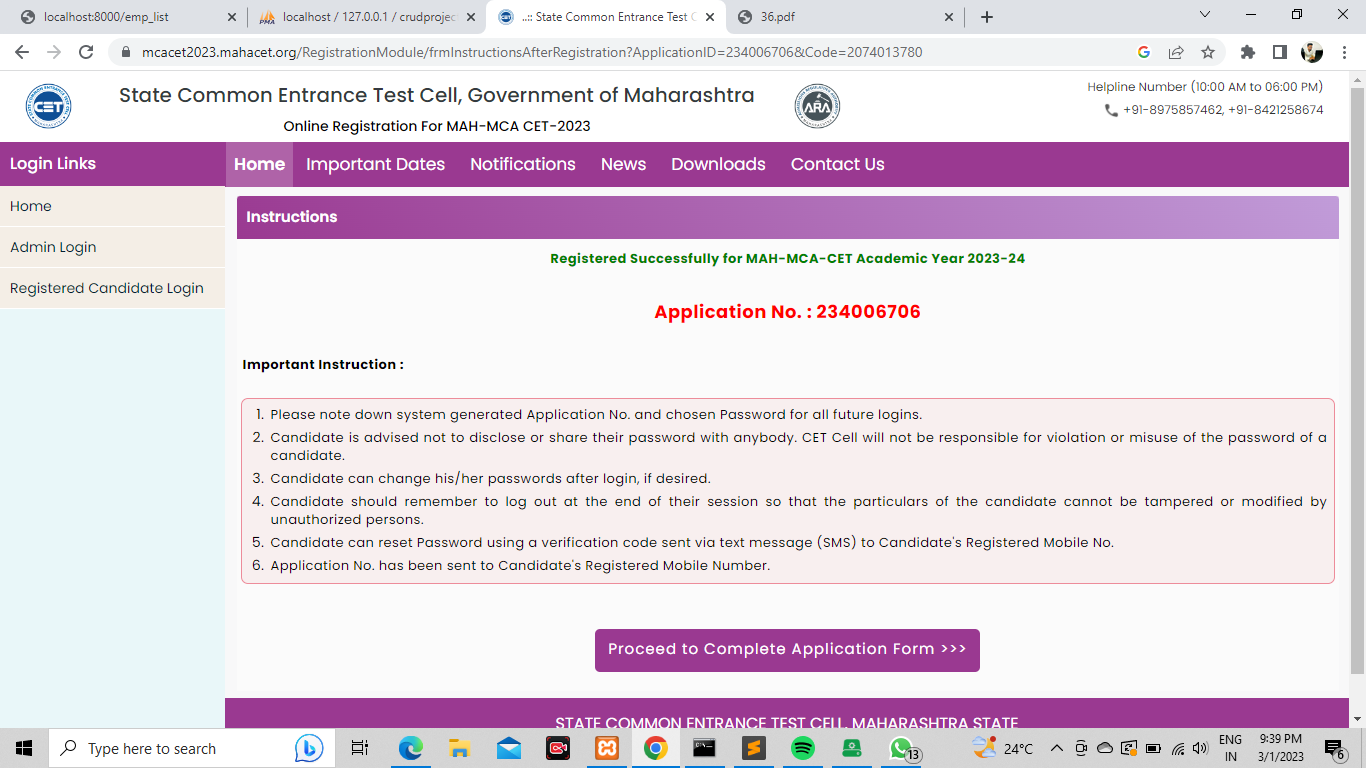 localhost:8000/emp_list
localhost / 127.0.0.1 / crudproject
..:: State Common Entrance Test C
36.pdf
mcacet2023.mahacet.org/RegistrationModule/frmInstructionsAfterRegistration?ApplicationID=234006706&Code=2074013780
CET
State Common Entrance Test Cell, Government of Maharashtra
Online Registration For MAH-MCA CET-2023
ARA
Helpline Number (10:00 AM to 06:00 PM)
+91-8975857462, +91-8421258674
Login Links
Home
Admin Login
Registered Candidate Login
Home Important Dates Notifications News Downloads Contact Us
Instructions
Registered Successfully for MAH-MCA-CET Academic Year 2023-24
Application No. : 234006706
Important Instruction :
1. Please note down system generated Application No. and chosen Password for all future logins.
2. Candidate is advised not to disclose or share their password with anybody. CET Cell will not be responsible for violation or misuse of the password of a
candidate.
3. Candidate can change his/her passwords after login, if desired.
4. Candidate should remember to log out at the end of their session so that the particulars of the candidate cannot be tampered or modified by
unauthorized persons.
5. Candidate can reset Password using a verification code sent via text message (SMS) to Candidate's Registered Mobile No.
6. Application No. has been sent to Candidate's Registered Mobile Number.
Proceed to Complete Application Form >>>
STATE COMMON ENTRANCE TEST CELL, MAHARASHTRA STATE
Type here to search
13
24°C
ENG
IN
9:39 PM
3/1/2023
6